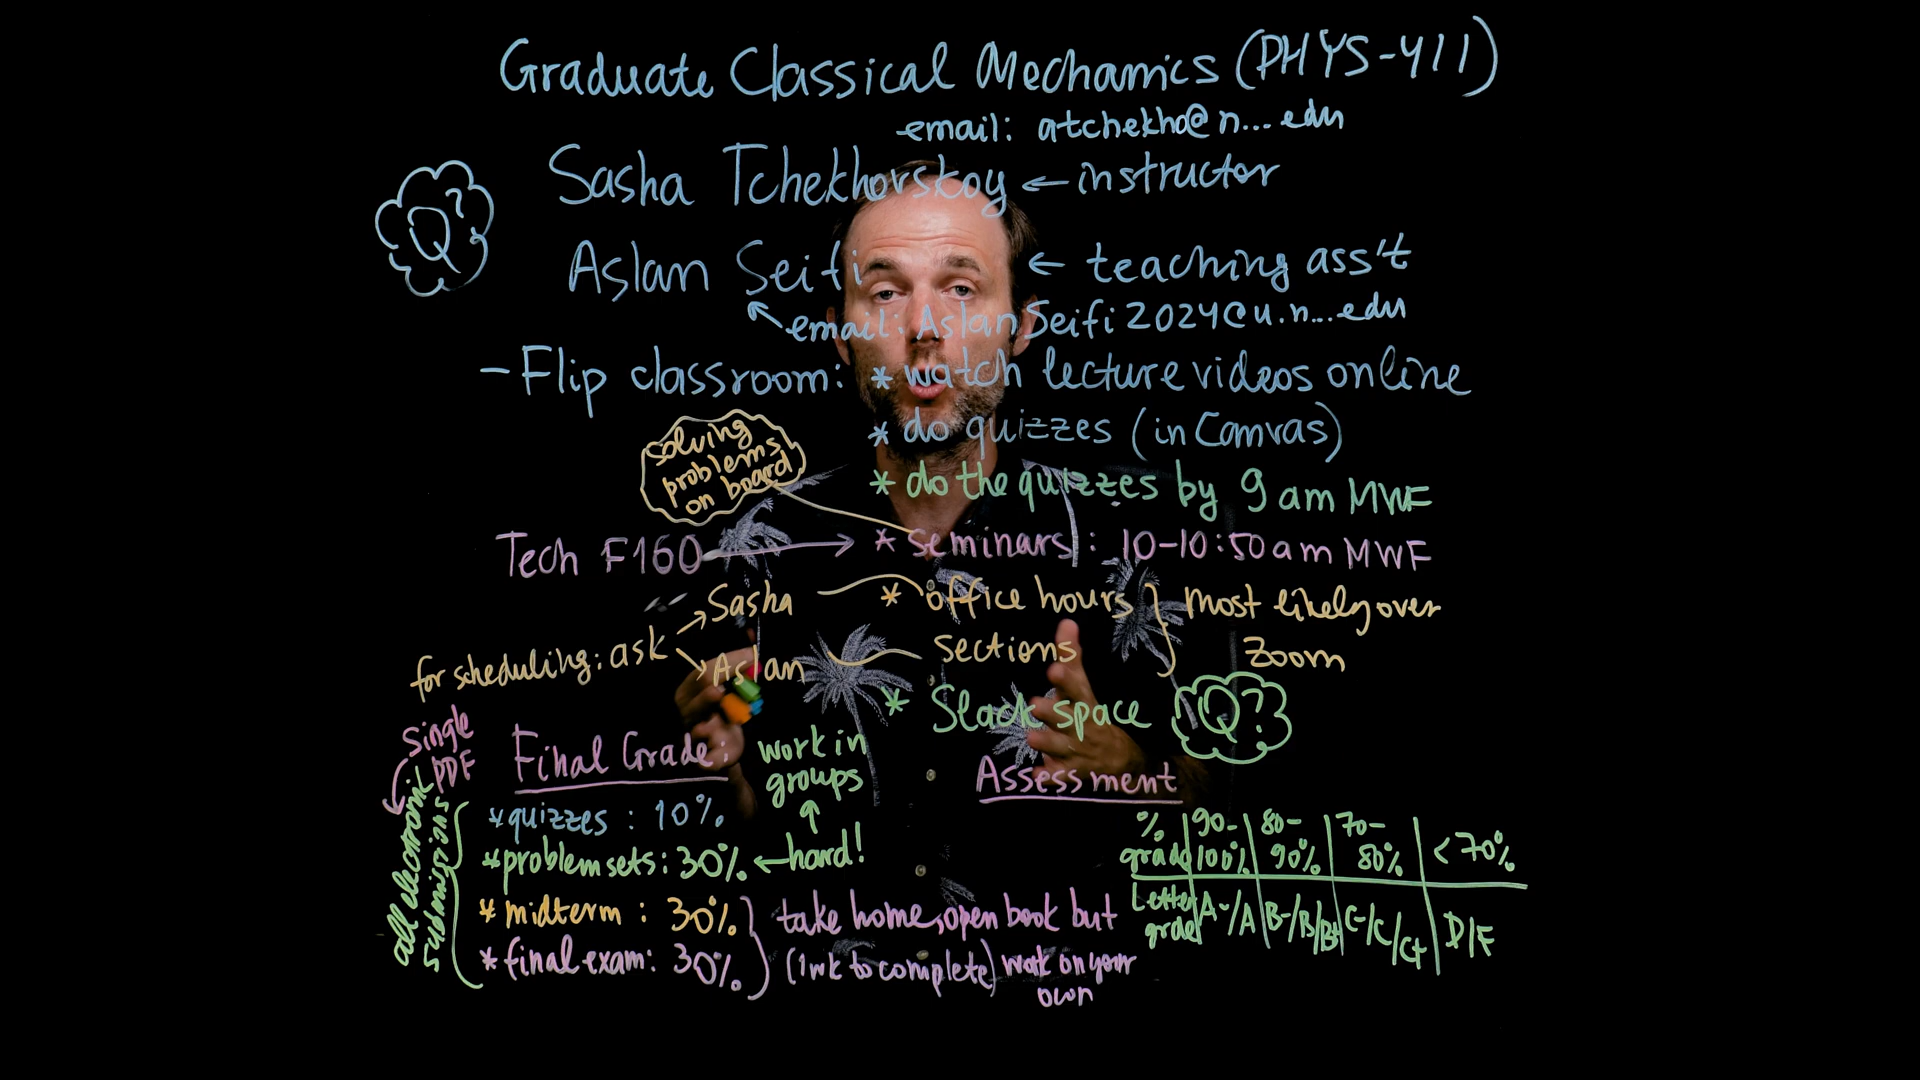 Graduate Classical Mechanics (PHYS-411)
email: atchekho@n...edu
Sasha Tchekhovskoy ← instructor
Q?
Aslan Seifi ← teaching ass't
email: AslanSeifi2024@u.n...edu
- Flip classroom: * watch lecture videos online
* do quizzes (in Canvas)
solving
problems
on board
* do the quizzes by 9am MWF
Tech F160 → * seminars: 10-10:50am MWF
* office hours } most likely over
sections Zoom
for scheduling: ask → Sasha
→ Aslan
* Slack space Q?
single
PDF
all electronic
submissions
Final Grade:
* quizzes: 10%
* problem sets: 30% ← hard!
work in
groups
* midterm: 30% } take home, open book but
* final exam: 30% (1wk to complete) work on your
own
Assessment
% grade | 90-100% | 80-90% | 70-80% | <70%
Letter grade | A-/A | B-/B/B+ | C-/C/C+ | D/F